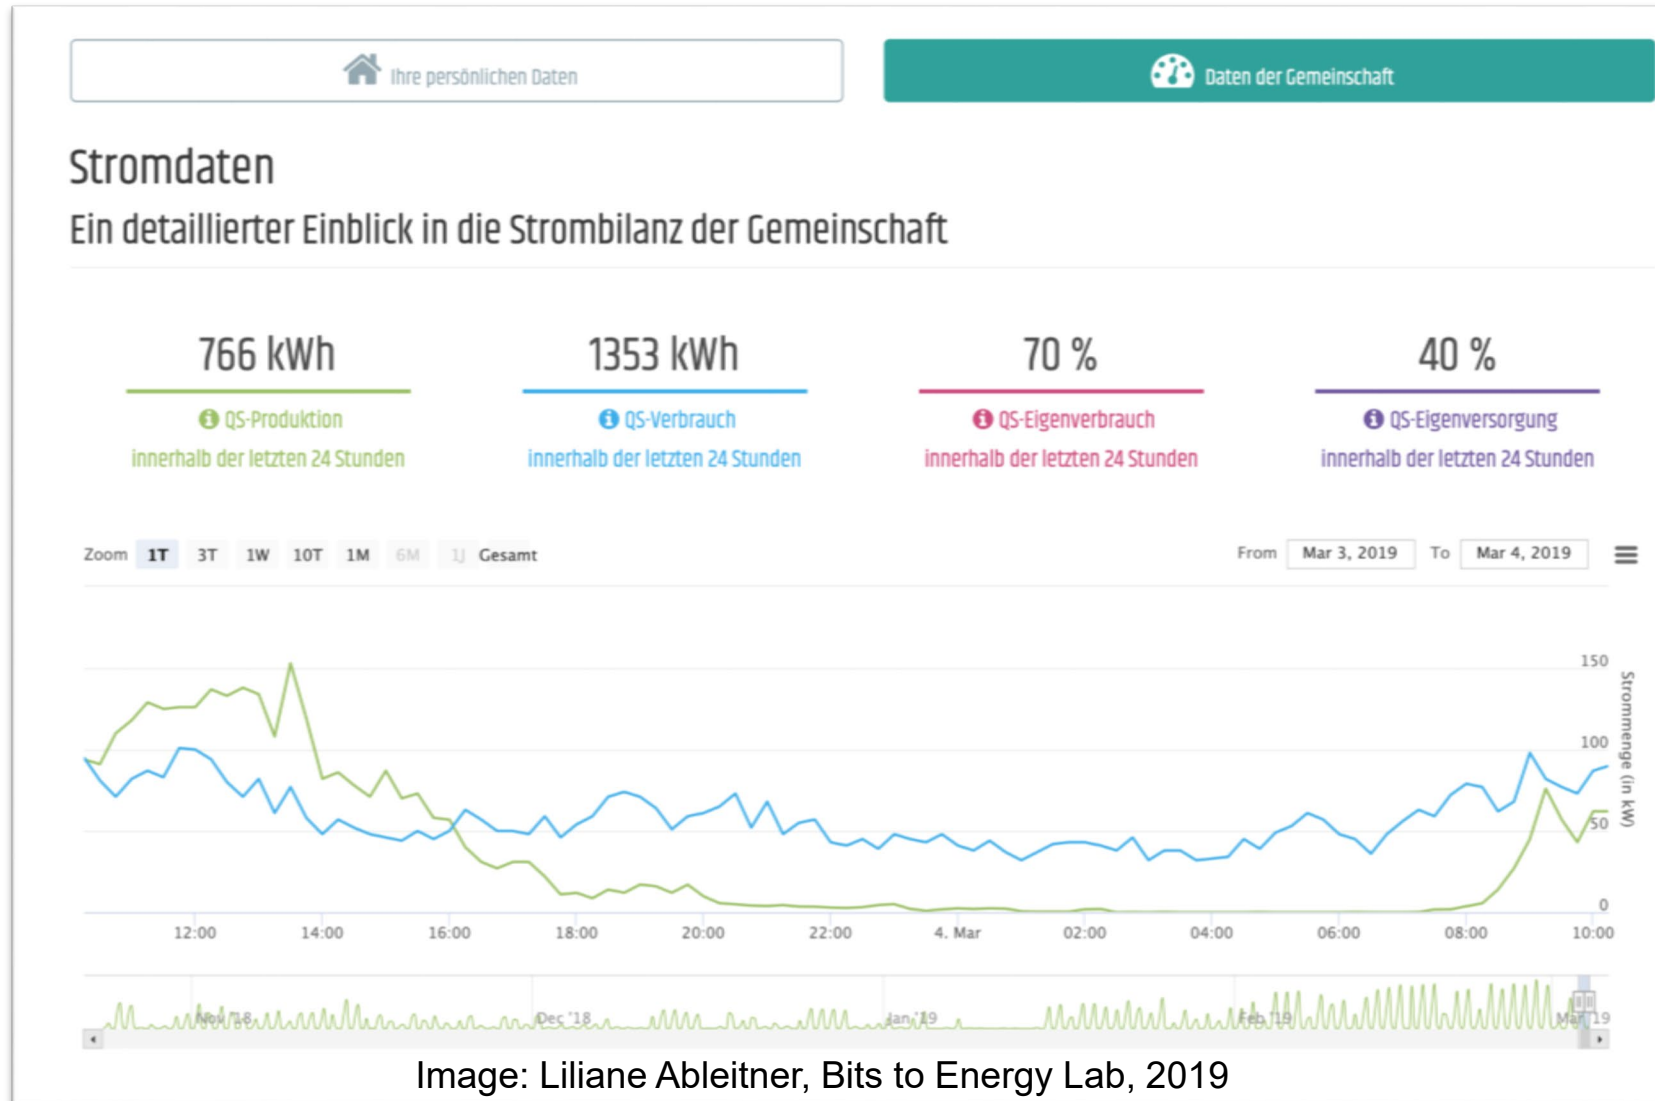 Ihre persönlichen Daten
Daten der Gemeinschaft
Stromdaten
Ein detaillierter Einblick in die Strombilanz der Gemeinschaft
766 kWh
QS-Produktion
innerhalb der letzten 24 Stunden
1353 kWh
QS-Verbrauch
innerhalb der letzten 24 Stunden
70 %
QS-Eigenverbrauch
innerhalb der letzten 24 Stunden
40 %
QS-Eigenversorgung
innerhalb der letzten 24 Stunden
Zoom 1T 3T 1W 10T 1M 6M 1J Gesamt
From Mar 3, 2019 To Mar 4, 2019
150
100
50
0
Strommenge (in kW)
12:00 14:00 16:00 18:00 20:00 22:00 4. Mar 02:00 04:00 06:00 08:00 10:00
Nov '18 Dec '18 Jan '19 Feb '19 Mar '19
Image: Liliane Ableitner, Bits to Energy Lab, 2019